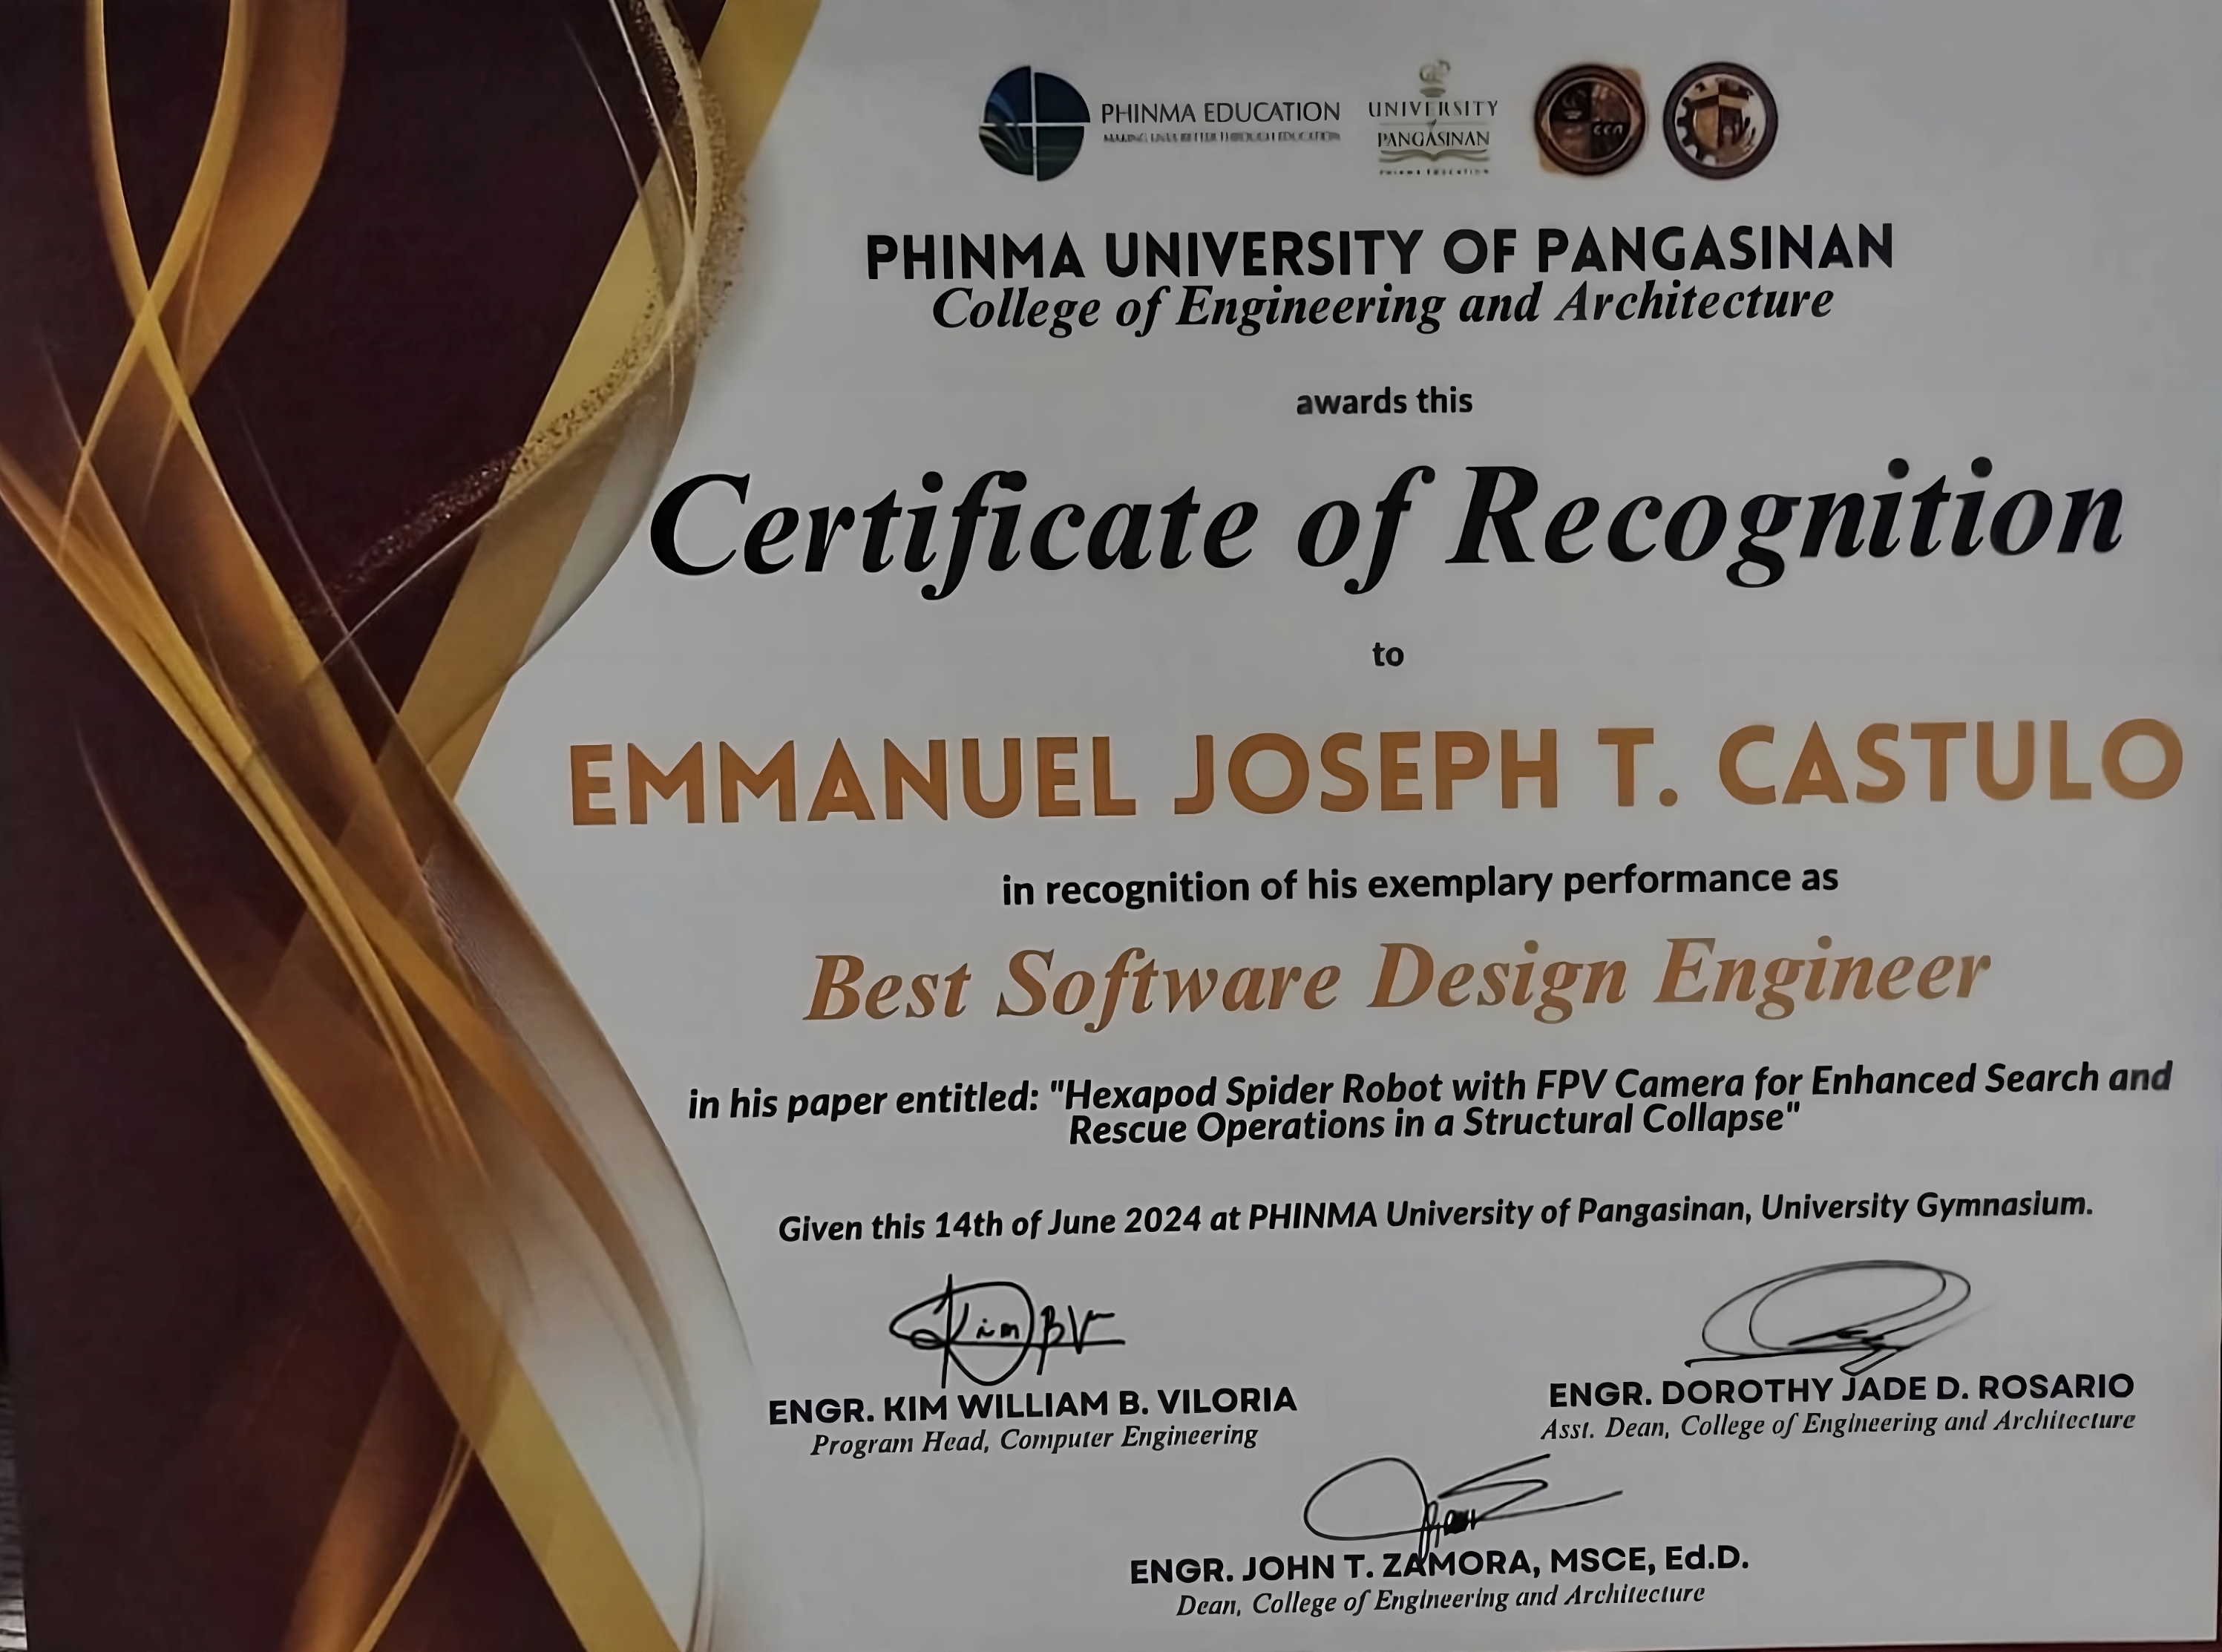 PHINMA EDUCATION
MAKING LIVES BETTER THROUGH EDUCATION
UNIVERSITY
of
PANGASINAN
PHINMA EDUCATION
PHINMA UNIVERSITY OF PANGASINAN
College of Engineering and Architecture
awards this
Certificate of Recognition
to
EMMANUEL JOSEPH T. CASTULO
in recognition of his exemplary performance as
Best Software Design Engineer
in his paper entitled: "Hexapod Spider Robot with FPV Camera for Enhanced Search and
Rescue Operations in a Structural Collapse"
Given this 14th of June 2024 at PHINMA University of Pangasinan, University Gymnasium.
ENGR. KIM WILLIAM B. VILORIA
Program Head, Computer Engineering
ENGR. DOROTHY JADE D. ROSARIO
Asst. Dean, College of Engineering and Architecture
ENGR. JOHN T. ZAMORA, MSCE, Ed.D.
Dean, College of Engineering and Architecture